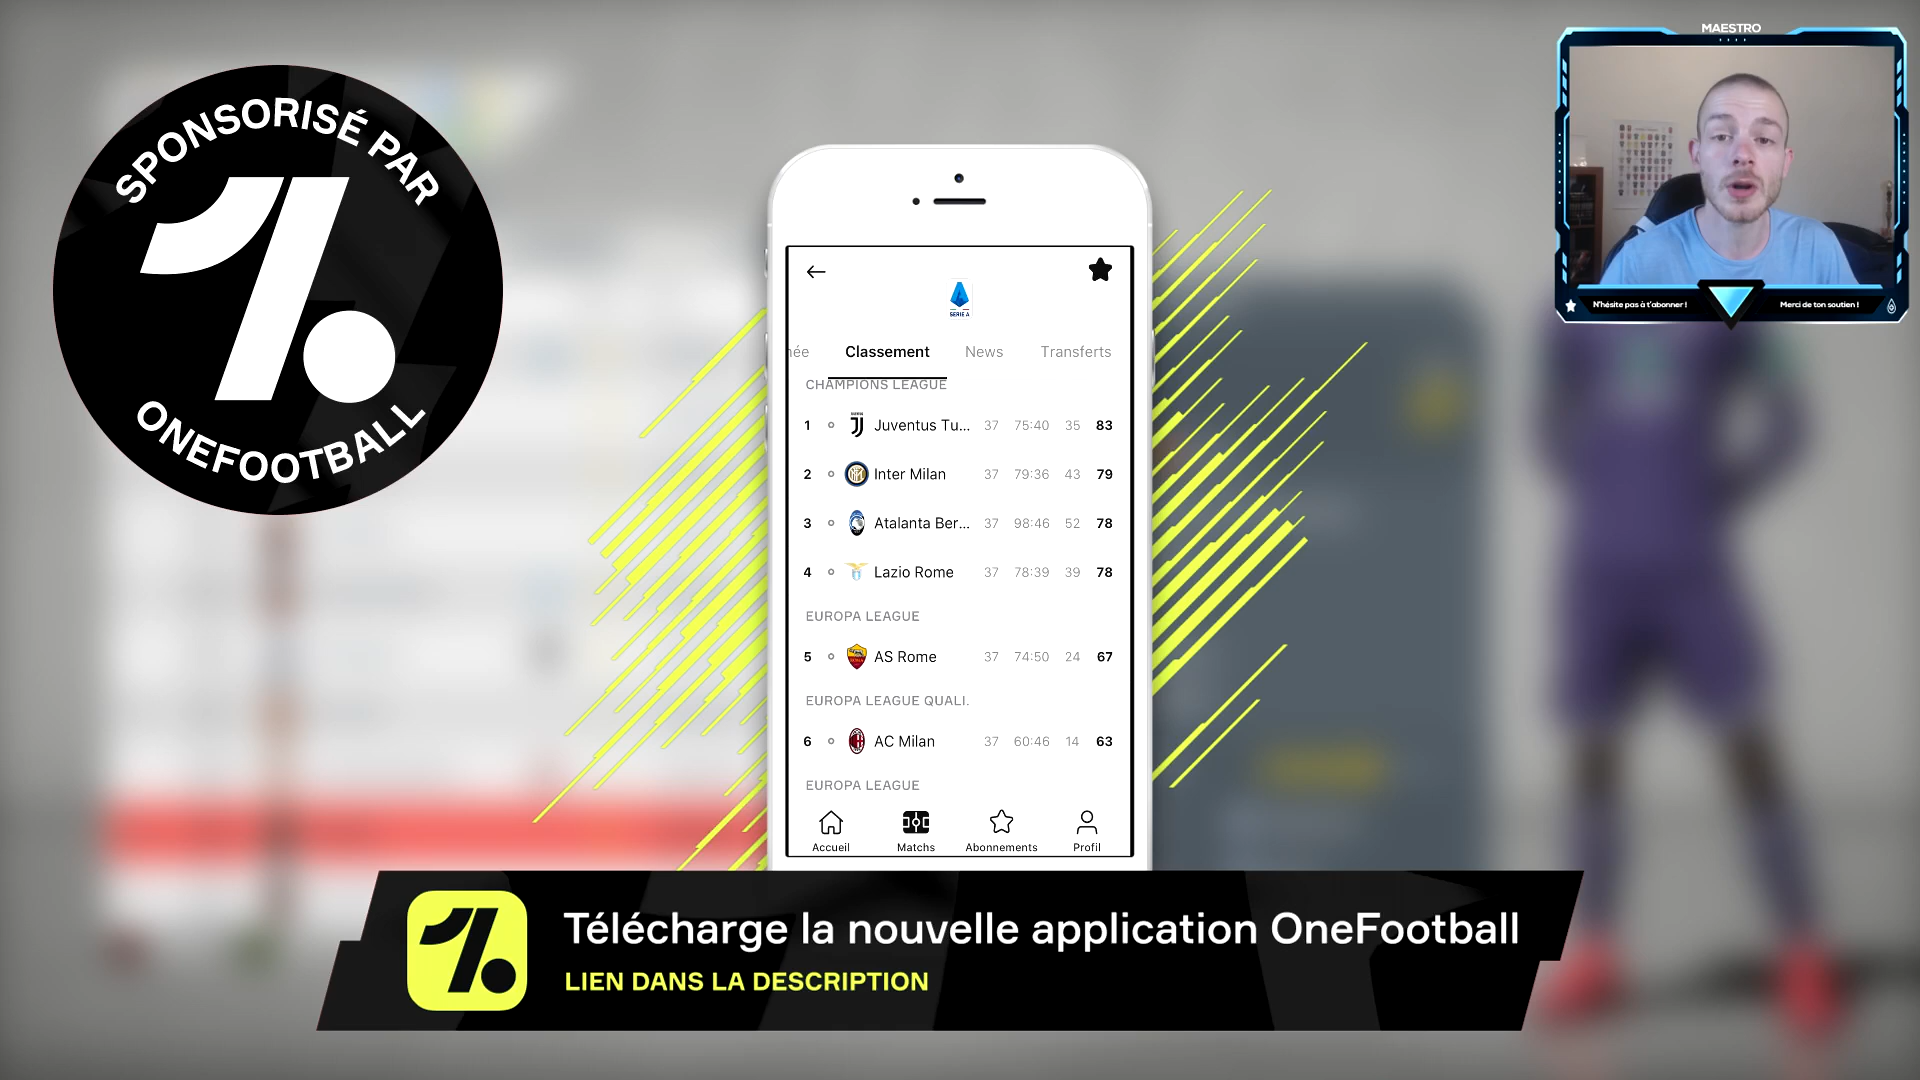 MAESTRO
SPONSORISÉ PAR
ONEFOOTBALL
N'hésite pas à t'abonner !
Merci de ton soutien !
SERIE A
née
Classement
News
Transferts
CHAMPIONS LEAGUE
1 Juventus Tu... 37 75:40 35 83
2 Inter Milan 37 79:36 43 79
3 Atalanta Ber... 37 98:46 52 78
4 Lazio Rome 37 78:39 39 78
EUROPA LEAGUE
5 AS Rome 37 74:50 24 67
EUROPA LEAGUE QUALI.
6 AC Milan 37 60:46 14 63
EUROPA LEAGUE
Accueil
Matchs
Abonnements
Profil
Télécharge la nouvelle application OneFootball
LIEN DANS LA DESCRIPTION